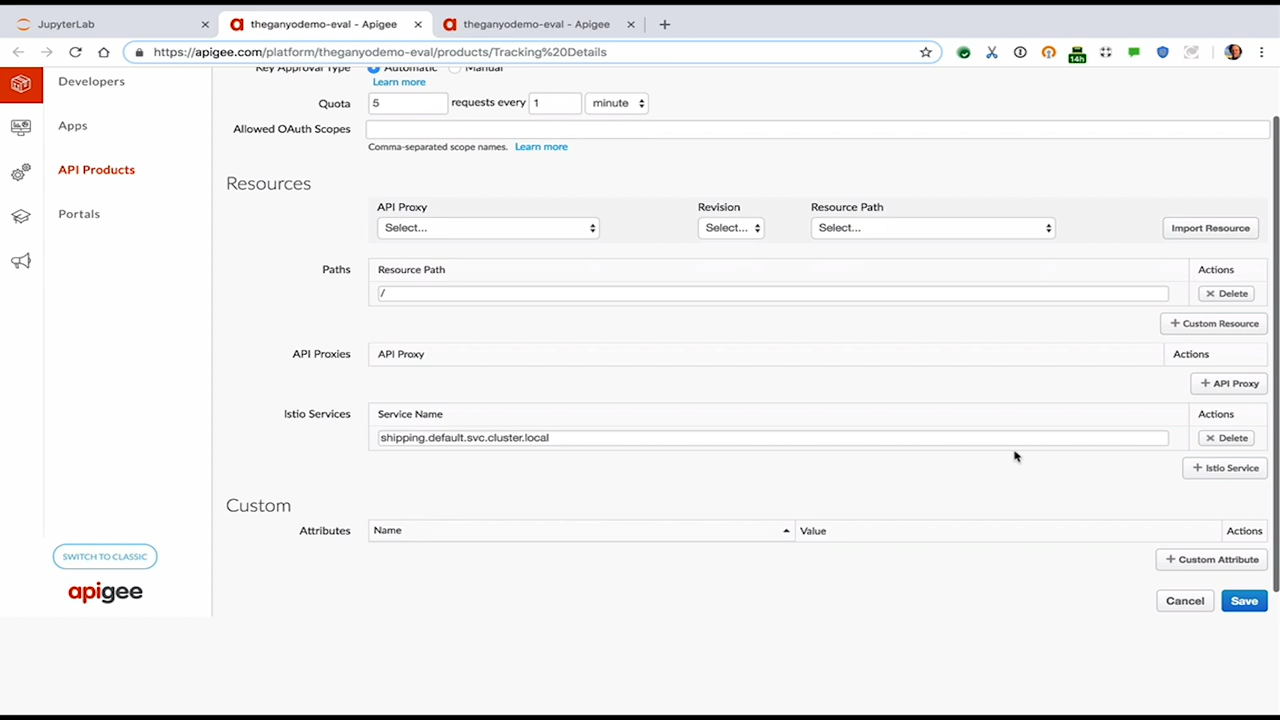 JupyterLab
theganyodemo-eval - Apigee
theganyodemo-eval - Apigee
https://apigee.com/platform/theganyodemo-eval/products/Tracking%20Details
14h
Developers
Apps
API Products
Portals
SWITCH TO CLASSIC
apigee
Key Approval Type Automatic Manual
Learn more
Quota 5 requests every 1 minute
Allowed OAuth Scopes
Comma-separated scope names. Learn more
Resources
API Proxy Revision Resource Path
Select... Select... Select... Import Resource
Paths Resource Path Actions
/ Delete
+ Custom Resource
API Proxies API Proxy Actions
+ API Proxy
Istio Services Service Name Actions
shipping.default.svc.cluster.local Delete
+ Istio Service
Custom
Attributes Name Value Actions
+ Custom Attribute
Cancel Save